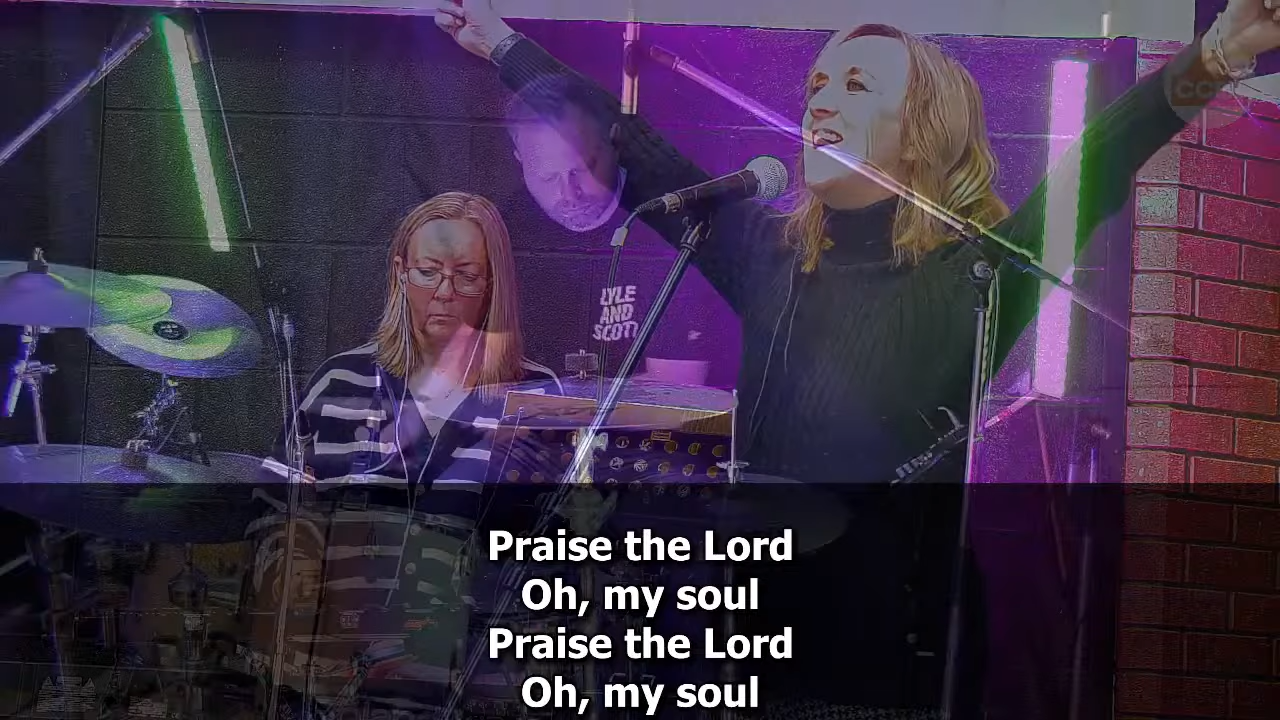 LYLE
AND
SCOTT
Praise the Lord
Oh, my soul
Praise the Lord
Oh, my soul